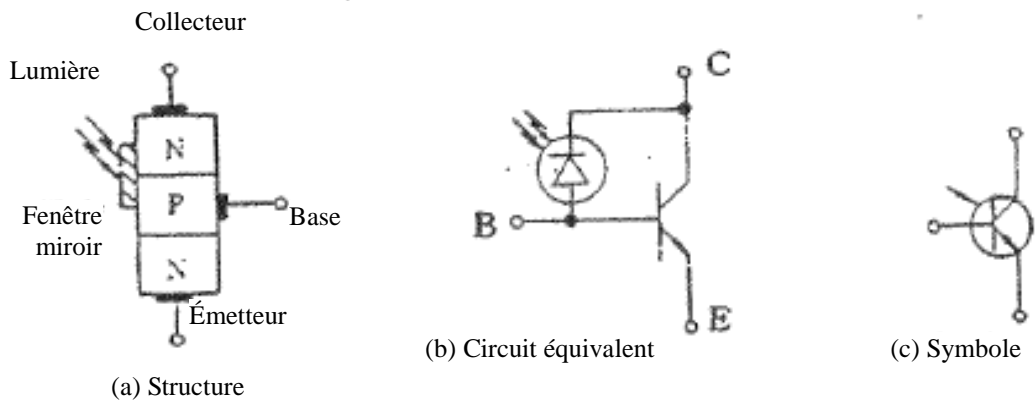 Collecteur
Lumière
N
P
N
Fenêtre
miroir
Base
Émetteur
(a) Structure
C
B
E
(b) Circuit équivalent
(c) Symbole